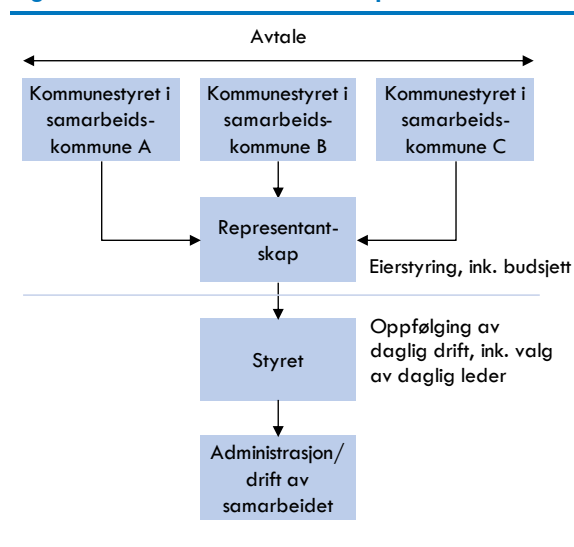 Avtale
Kommunestyret i
samarbeids-
kommune A
Kommunestyret i
samarbeids-
kommune B
Kommunestyret i
samarbeids-
kommune C
Representant-
skap
Eierstyring, ink. budsjett
Styret
Oppfølging av
daglig drift, ink. valg
av daglig leder
Administrasjon/
drift av
samarbeidet